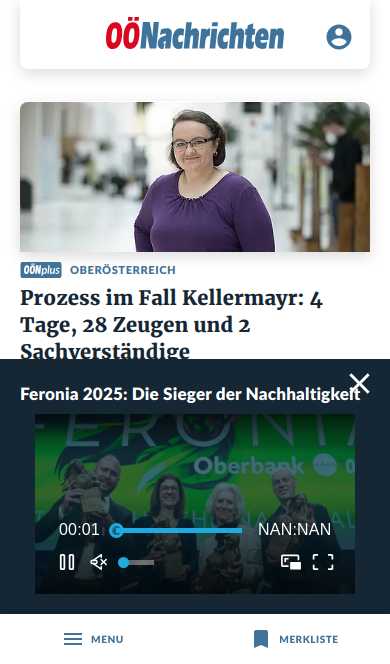 OÖNachrichten
OÖNplus OBERÖSTERREICH
Prozess im Fall Kellermayr: 4
Tage, 28 Zeugen und 2
Sachverständige
Feronia 2025: Die Sieger der Nachhaltigkeit
FERONIA
Oberbank
00:01
NAN:NAN
MENU
MERKLISTE